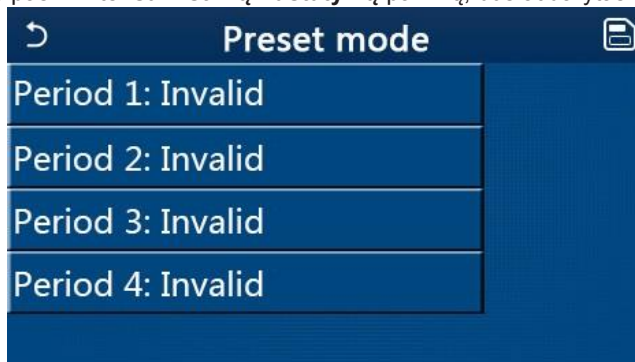 Preset mode
Period 1: Invalid
Period 2: Invalid
Period 3: Invalid
Period 4: Invalid